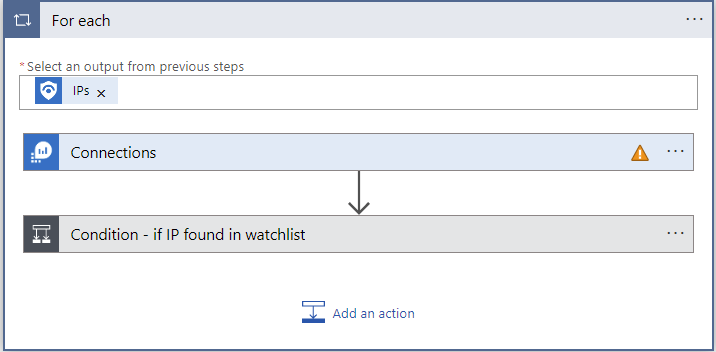 For each
* Select an output from previous steps
IPs x
Connections
Condition - if IP found in watchlist
Add an action